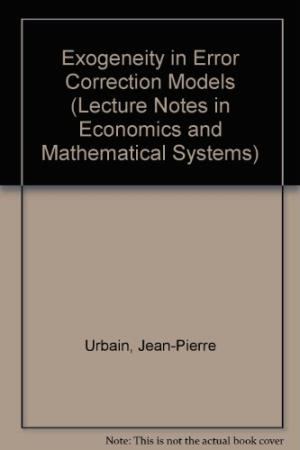 Exogeneity in Error
Correction Models
(Lecture Notes in
Economics and
Mathematical Systems)
Urbain, Jean-Pierre
Note: This is not the actual book cover